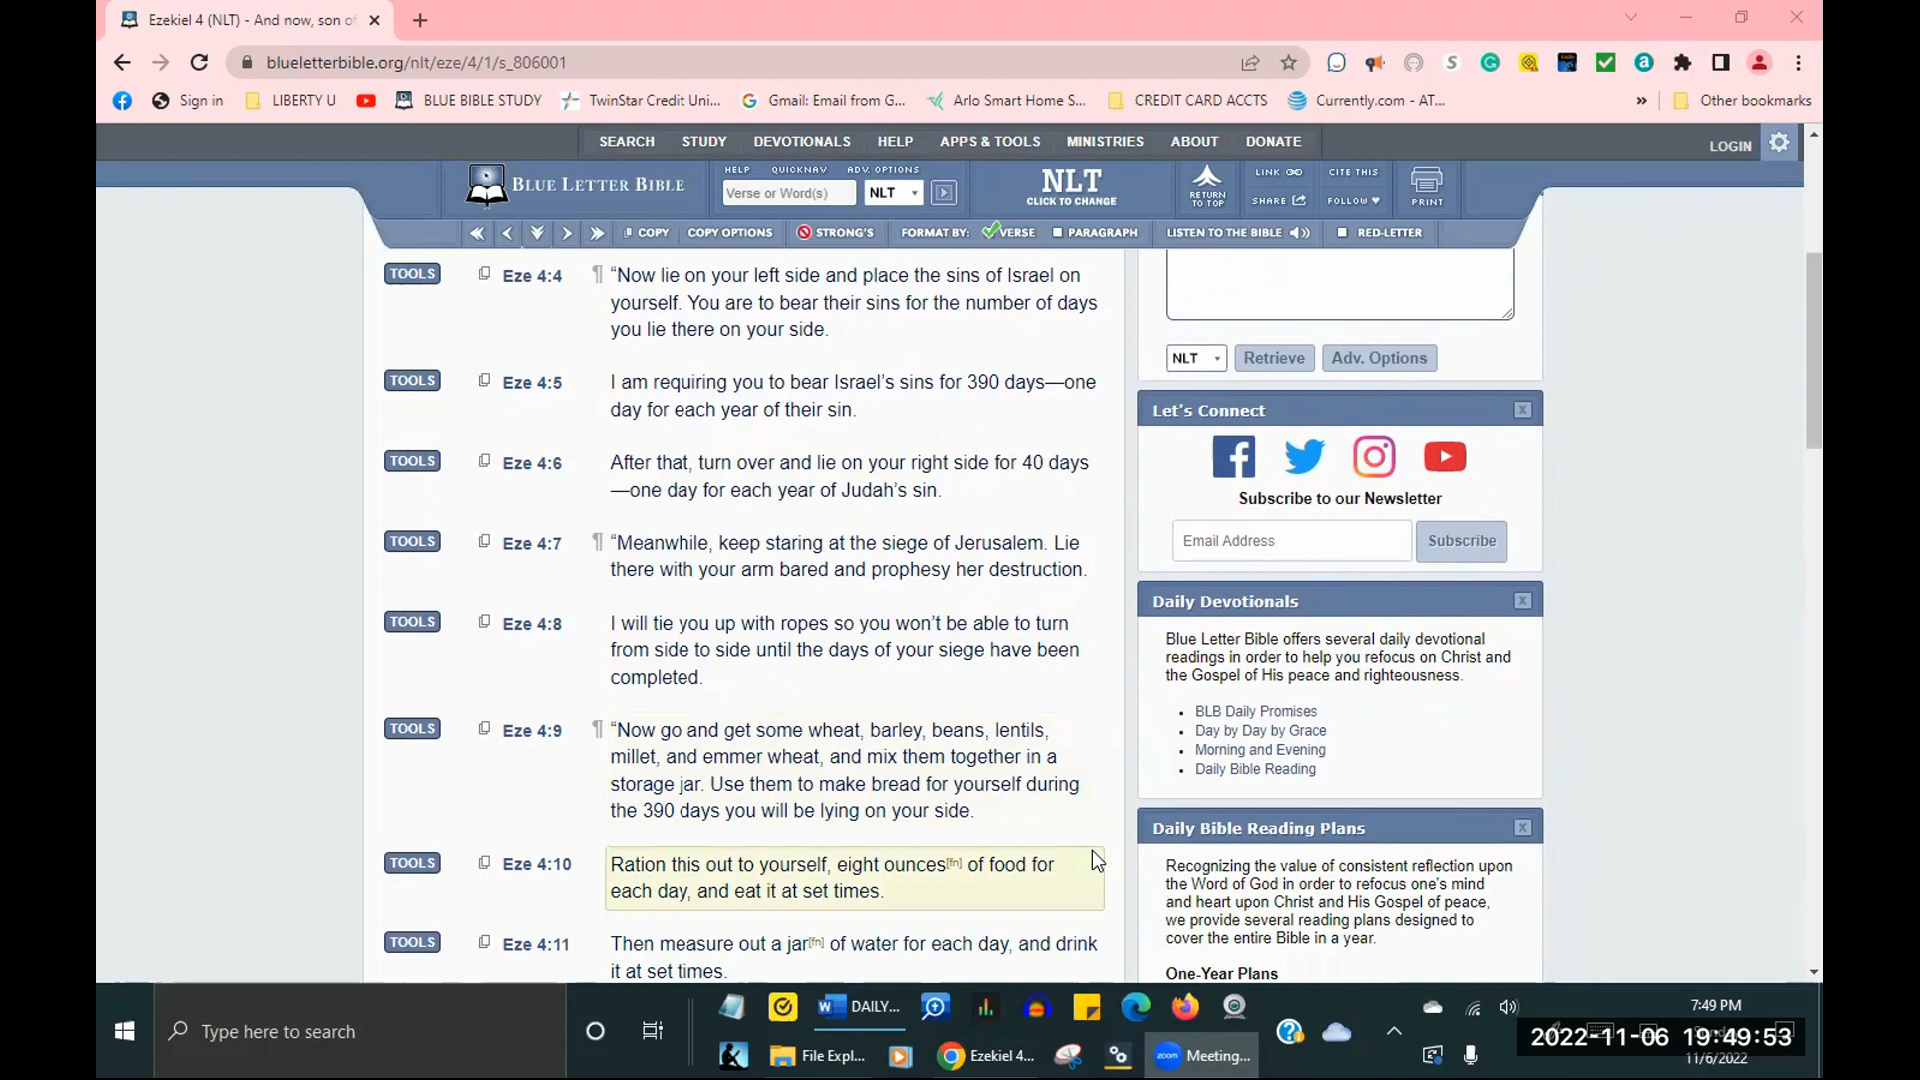 Ezekiel 4 (NLT) - And now, son of
blueletterbible.org/nlt/eze/4/1/s_806001
Sign in
LIBERTY U
BLUE BIBLE STUDY
TwinStar Credit Uni...
Gmail: Email from G...
Arlo Smart Home S...
CREDIT CARD ACCTS
Currently.com - AT...
»
Other bookmarks
SEARCH STUDY DEVOTIONALS HELP APPS & TOOLS MINISTRIES ABOUT DONATE
LOGIN
BLUE LETTER BIBLE
HELP QUICKNAV ADV. OPTIONS
Verse or Word(s)
NLT
NLT
CLICK TO CHANGE
RETURN
TO TOP
LINK
SHARE
CITE THIS
FOLLOW
PRINT
COPY COPY OPTIONS STRONG'S FORMAT BY: VERSE PARAGRAPH LISTEN TO THE BIBLE RED-LETTER
TOOLS Eze 4:4 ¶ “Now lie on your left side and place the sins of Israel on
yourself. You are to bear their sins for the number of days
you lie there on your side.
TOOLS Eze 4:5 I am requiring you to bear Israel’s sins for 390 days—one
day for each year of their sin.
TOOLS Eze 4:6 After that, turn over and lie on your right side for 40 days
—one day for each year of Judah’s sin.
TOOLS Eze 4:7 ¶ “Meanwhile, keep staring at the siege of Jerusalem. Lie
there with your arm bared and prophesy her destruction.
TOOLS Eze 4:8 I will tie you up with ropes so you won’t be able to turn
from side to side until the days of your siege have been
completed.
TOOLS Eze 4:9 ¶ “Now go and get some wheat, barley, beans, lentils,
millet, and emmer wheat, and mix them together in a
storage jar. Use them to make bread for yourself during
the 390 days you will be lying on your side.
TOOLS Eze 4:10 Ration this out to yourself, eight ounces[fn] of food for
each day, and eat it at set times.
TOOLS Eze 4:11 Then measure out a jar[fn] of water for each day, and drink
it at set times.
NLT Retrieve Adv. Options
Let's Connect
Subscribe to our Newsletter
Email Address Subscribe
Daily Devotionals
Blue Letter Bible offers several daily devotional
readings in order to help you refocus on Christ and
the Gospel of His peace and righteousness.
BLB Daily Promises
Day by Day by Grace
Morning and Evening
Daily Bible Reading
Daily Bible Reading Plans
Recognizing the value of consistent reflection upon
the Word of God in order to refocus one's mind
and heart upon Christ and His Gospel of peace,
we provide several reading plans designed to
cover the entire Bible in a year.
One-Year Plans
Type here to search
DAILY...
File Expl...
Ezekiel 4...
zoom
Meeting...
7:49 PM
2022-11-06 19:49:53
11/6/2022